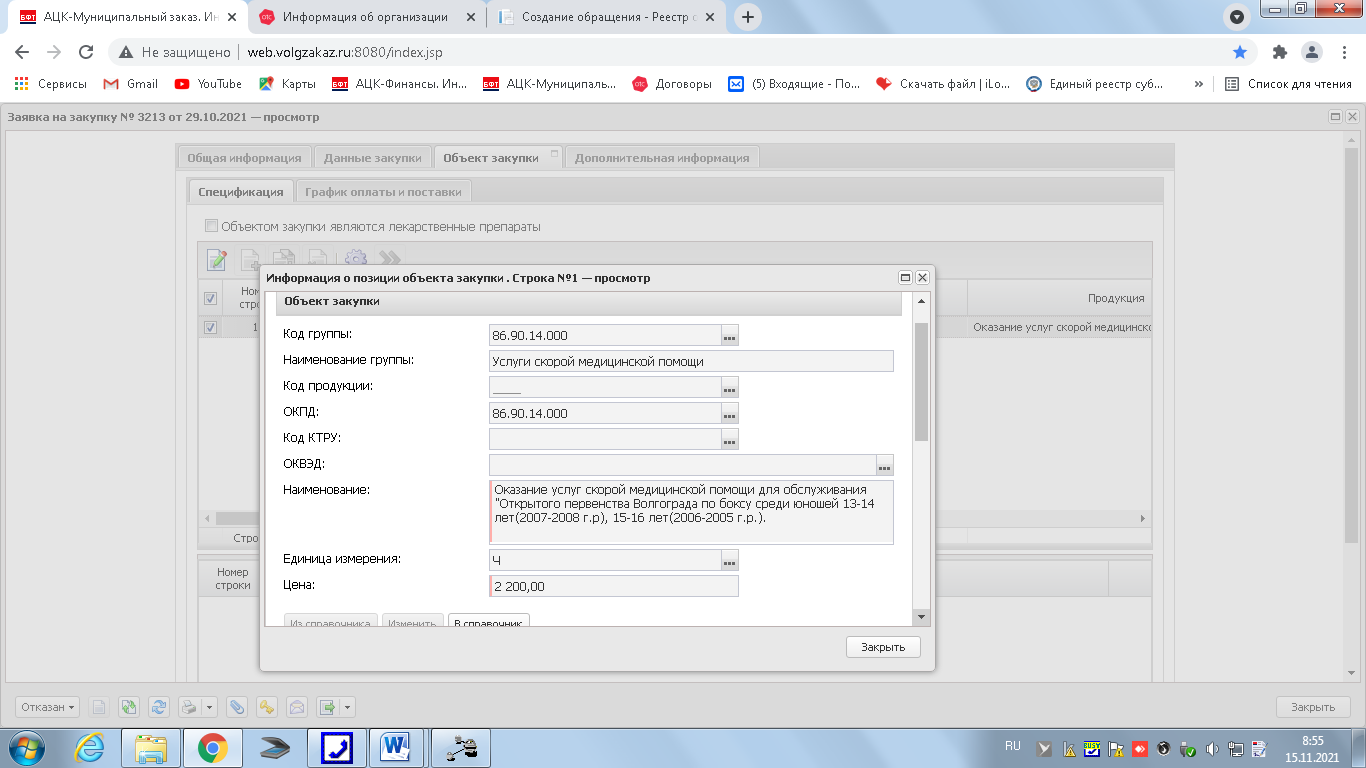 АЦК-Муниципальный заказ. Ин
Информация об организации
Создание обращения - Реестр с
Не защищено
web.volgzakaz.ru:8080/index.jsp
Сервисы
Gmail
YouTube
Карты
АЦК-Финансы. Ин...
АЦК-Муниципаль...
Договоры
(5) Входящие - По...
Скачать файл | iLo...
Единый реестр суб...
»
Список для чтения
Заявка на закупку № 3213 от 29.10.2021 — просмотр
Общая информация
Данные закупки
Объект закупки
Дополнительная информация
Спецификация
График оплаты и поставки
Объектом закупки являются лекарственные препараты
Информация о позиции объекта закупки . Строка №1 — просмотр
Ном
стро
Продукция
1
Оказание услуг скорой медицинск
Объект закупки
Код группы:
86.90.14.000
Наименование группы:
Услуги скорой медицинской помощи
Код продукции:
_____
ОКПД:
86.90.14.000
Код КТРУ:
ОКВЭД:
Наименование:
Оказание услуг скорой медицинской помощи для обслуживания
"Открытого первенства Волгограда по боксу среди юношей 13-14
лет(2007-2008 г.р), 15-16 лет(2006-2005 г.р.).
Единица измерения:
Ч
Цена:
2 200,00
Из справочника
Изменить
В справочник
Закрыть
Стро
Номер
строки
Отказан
Закрыть
RU
8:55
15.11.2021